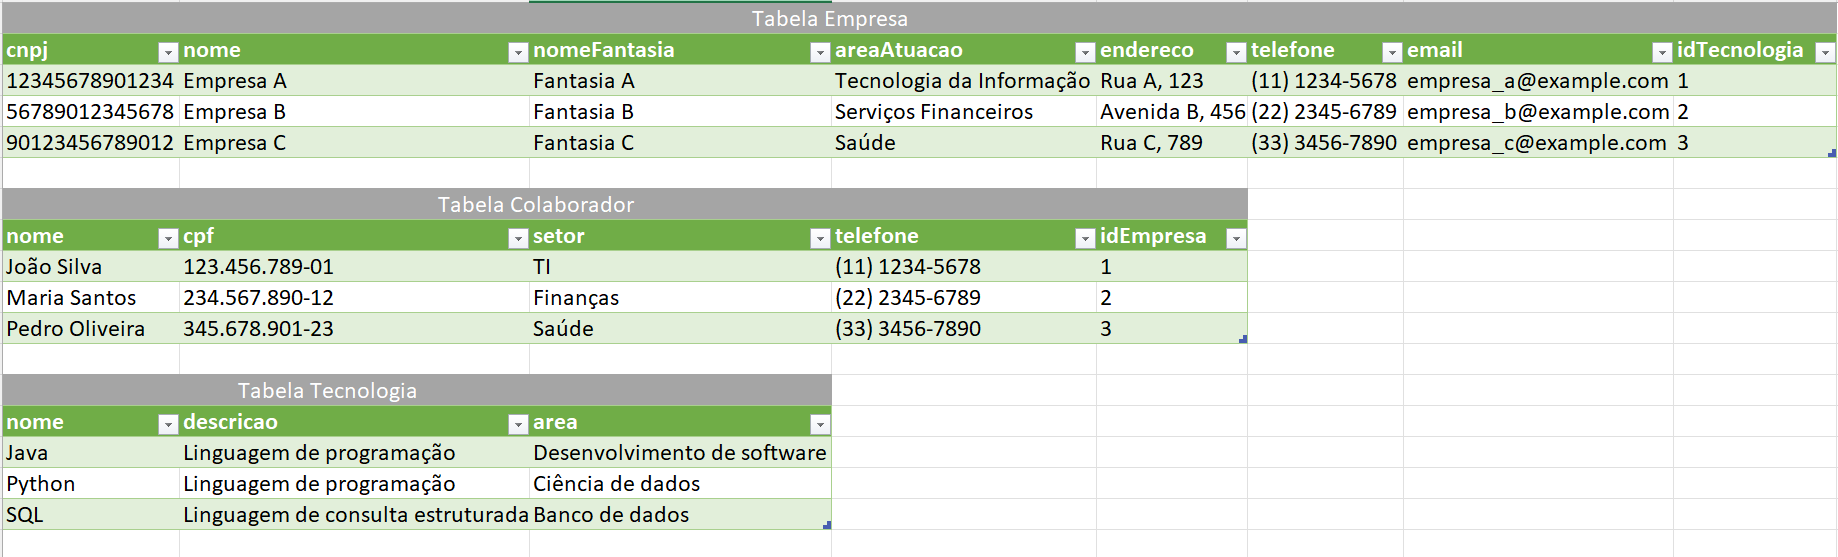 Tabela Empresa
cnpj nome nomeFantasia areaAtuacao endereco telefone email idTecnologia
12345678901234 Empresa A Fantasia A Tecnologia da Informação Rua A, 123 (11) 1234-5678 empresa_a@example.com 1
56789012345678 Empresa B Fantasia B Serviços Financeiros Avenida B, 456 (22) 2345-6789 empresa_b@example.com 2
90123456789012 Empresa C Fantasia C Saúde Rua C, 789 (33) 3456-7890 empresa_c@example.com 3
Tabela Colaborador
nome cpf setor telefone idEmpresa
João Silva 123.456.789-01 TI (11) 1234-5678 1
Maria Santos 234.567.890-12 Finanças (22) 2345-6789 2
Pedro Oliveira 345.678.901-23 Saúde (33) 3456-7890 3
Tabela Tecnologia
nome descricao area
Java Linguagem de programação Desenvolvimento de software
Python Linguagem de programação Ciência de dados
SQL Linguagem de consulta estruturada Banco de dados